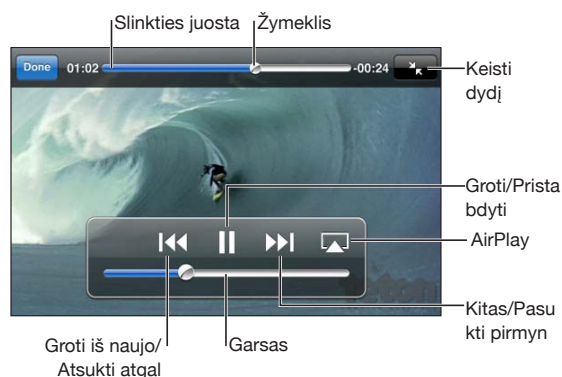 Slinkties juosta
Žymeklis
Done
01:02
-00:24
Keisti
dydį
Groti/Prista
bdyti
AirPlay
Kitas/Pasu
kti pirmyn
Groti iš naujo/
Atsukti atgal
Garsas